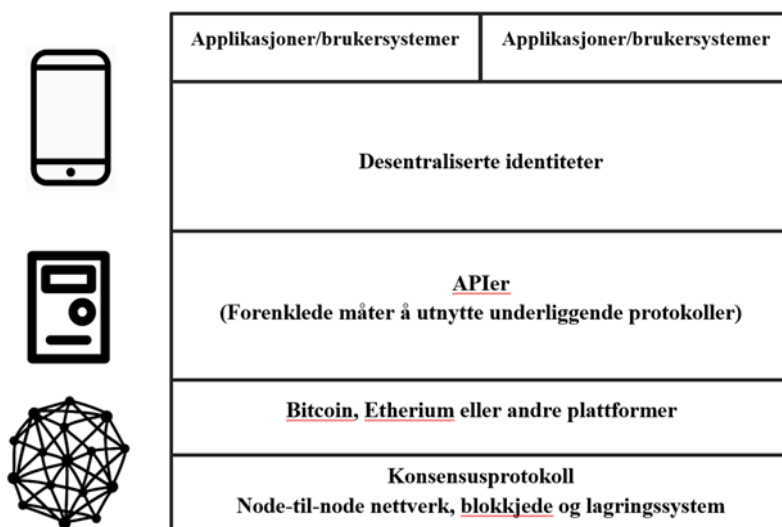 Applikasjoner/brukersystemer Applikasjoner/brukersystemer
Desentraliserte identiteter
APIer
(Forenklede måter å utnytte underliggende protokoller)
Bitcoin, Etherium eller andre plattformer
Konsensusprotokoll
Node-til-node nettverk, blokkjede og lagringssystem